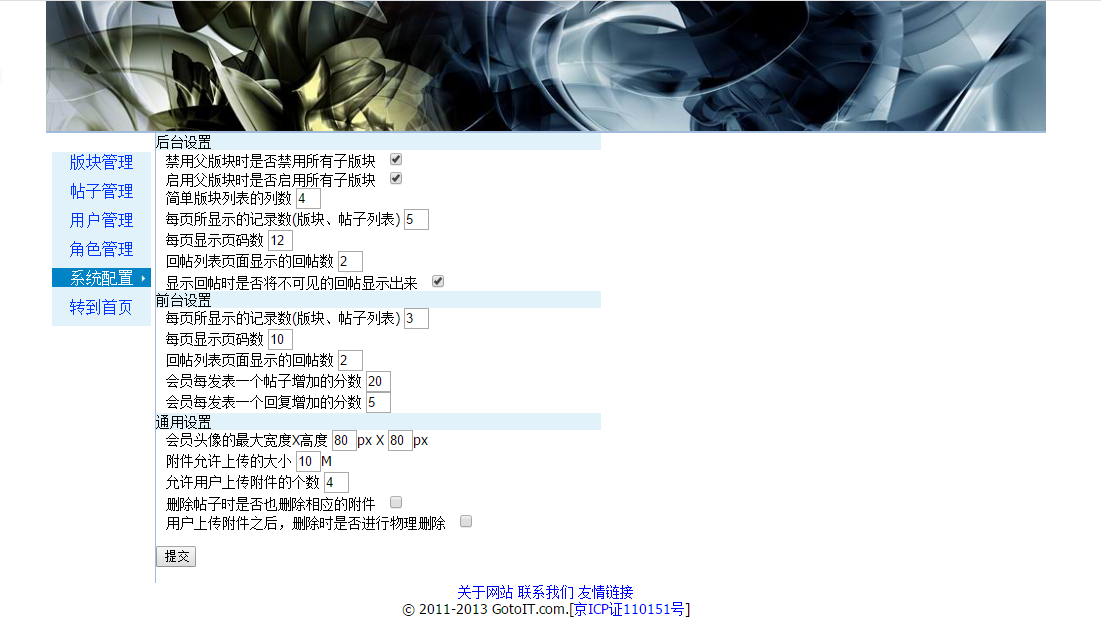 版块管理
帖子管理
用户管理
角色管理
系统配置
转到首页
后台设置
禁用父版块时是否禁用所有子版块
启用父版块时是否启用所有子版块
简单版块列表的列数 4
每页所显示的记录数(版块、帖子列表) 5
每页显示页码数 12
回帖列表页面显示的回帖数 2
显示回帖时是否将不可见的回帖显示出来
前台设置
每页所显示的记录数(版块、帖子列表) 3
每页显示页码数 10
回帖列表页面显示的回帖数 2
会员每发表一个帖子增加的分数 20
会员每发表一个回复增加的分数 5
通用设置
会员头像的最大宽度X高度 80 px X 80 px
附件允许上传的大小 10 M
允许用户上传附件的个数 4
删除帖子时是否也删除相应的附件
用户上传附件之后，删除时是否进行物理删除
提交
关于网站 联系我们 友情链接
© 2011-2013 GotoIT.com.[京ICP证110151号]